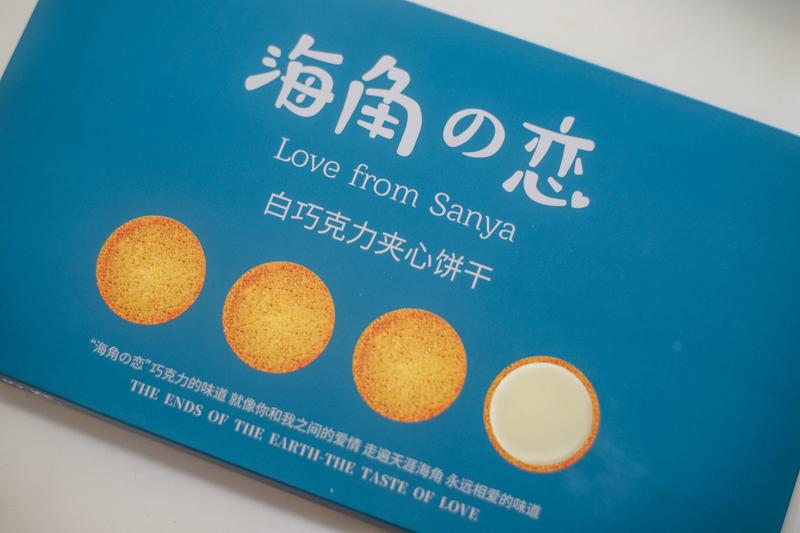 海角の恋
Love from Sanya
白巧克力夹心饼干
“海角の恋”巧克力的味道 就像你和我之间的爱情 走遍天涯海角 永远相爱的味道
THE ENDS OF THE EARTH-THE TASTE OF LOVE